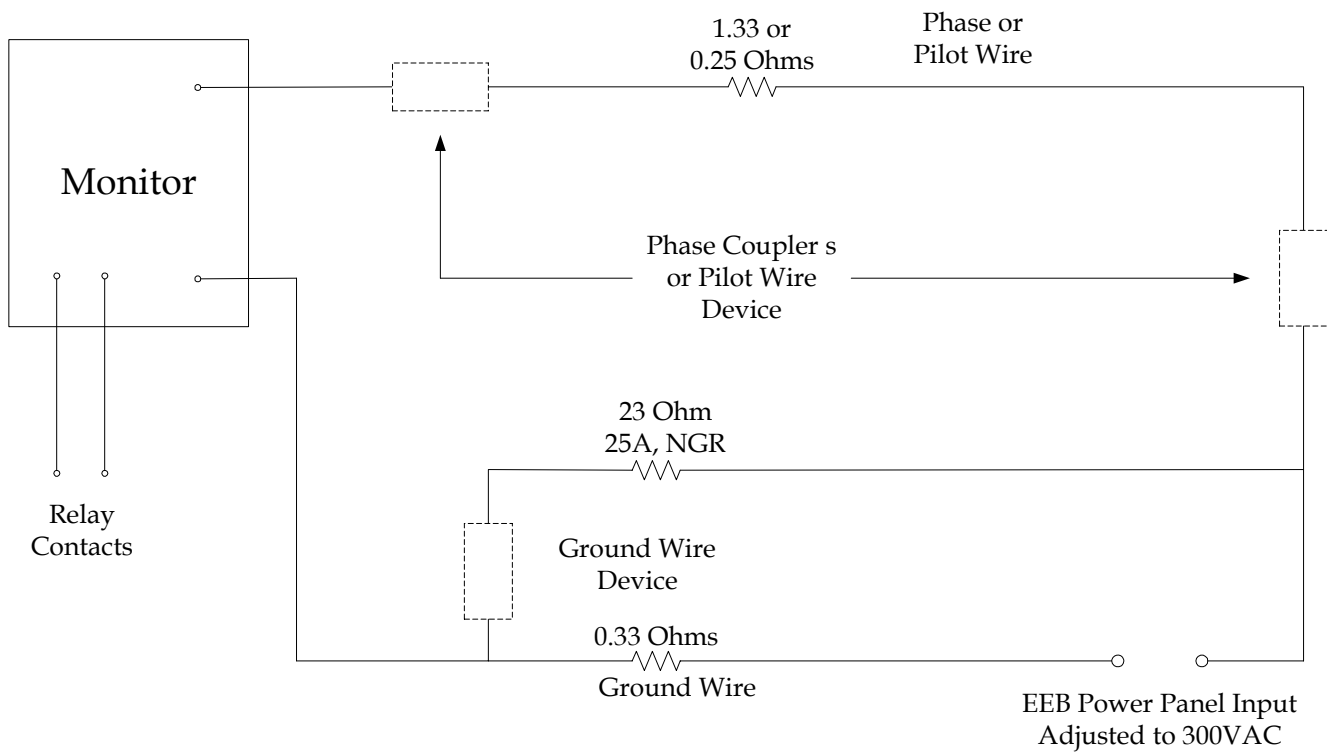 1.33 or
0.25 Ohms
Phase or
Pilot Wire
Monitor
Phase Coupler s
or Pilot Wire
Device
23 Ohm
25A, NGR
Relay
Contacts
Ground Wire
Device
0.33 Ohms
Ground Wire
EEB Power Panel Input
Adjusted to 300VAC